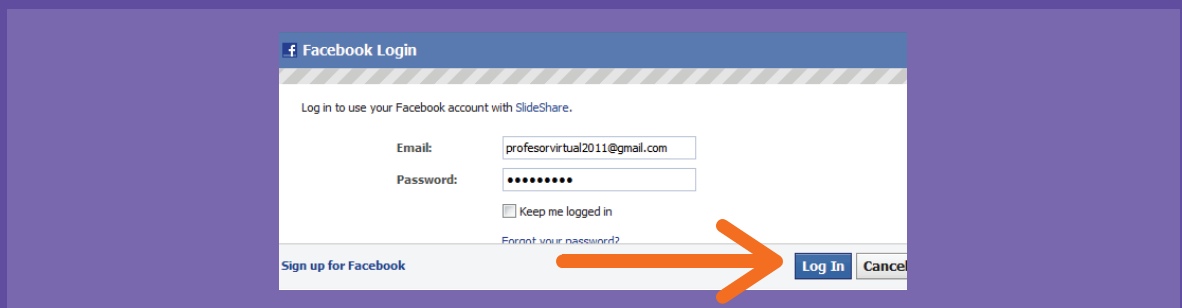 Facebook Login
Log in to use your Facebook account with SlideShare.
Email: profesorvirtual2011@gmail.com
Password: •••••••••
Keep me logged in
Forgot your password?
Sign up for Facebook Log In Cancel